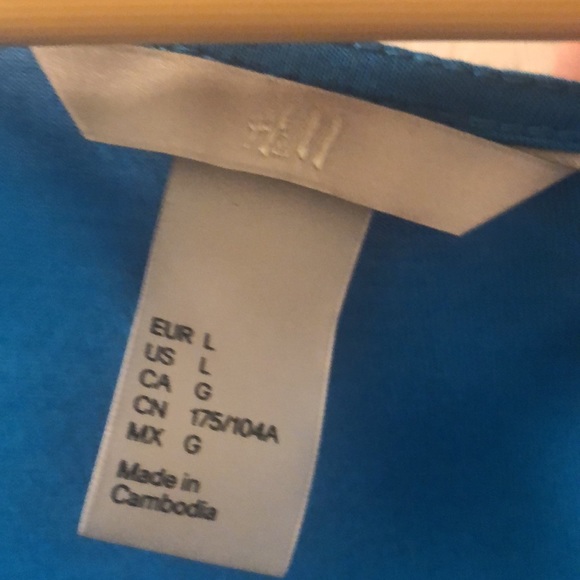 H&M
EUR L
US L
CA G
CN 175/104A
MX G
Made in
Cambodia